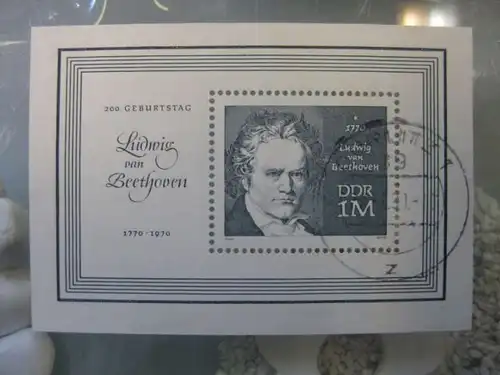 200. GEBURTSTAG
Ludwig
van
Beethoven
1770 · 1970
* 1770
Ludwig
van
Beethoven
DDR
1M
z